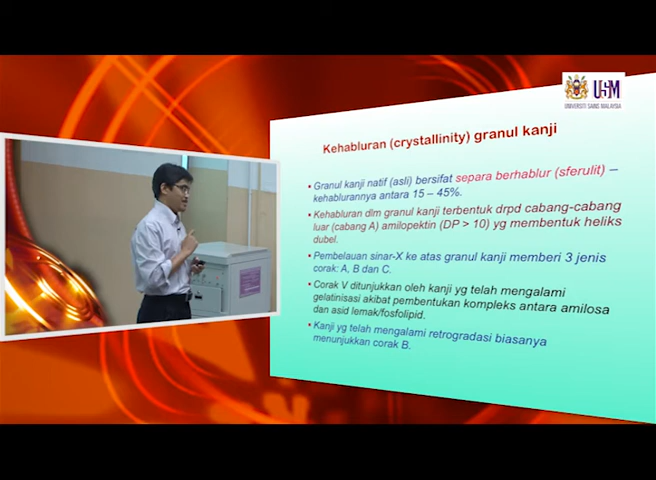 USM
UNIVERSITI SAINS MALAYSIA
Kehabluran (crystallinity) granul kanji
• Granul kanji natif (asli) bersifat separa berhablur (sferulit) –
kehablurannya antara 15 – 45%.
• Kehabluran dlm granul kanji terbentuk drpd cabang-cabang
luar (cabang A) amilopektin (DP > 10) yg membentuk heliks
dubel.
• Pembelauan sinar-X ke atas granul kanji memberi 3 jenis
corak: A, B dan C.
• Corak V ditunjukkan oleh kanji yg telah mengalami
gelatinisasi akibat pembentukan kompleks antara amilosa
dan asid lemak/fosfolipid.
• Kanji yg telah mengalami retrogradasi biasanya
menunjukkan corak B.